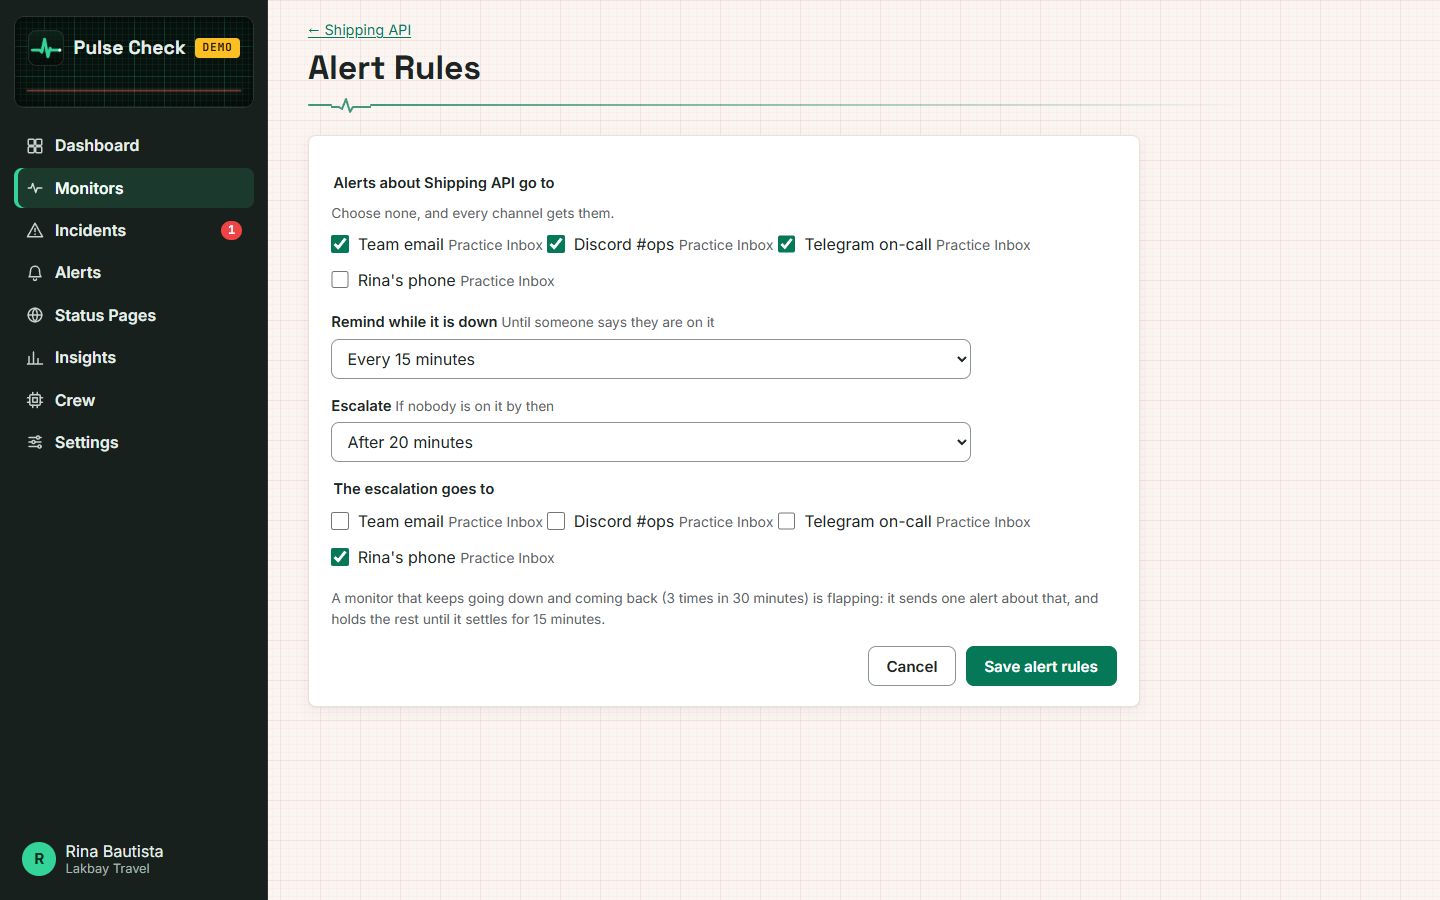 Pulse Check DEMO
Dashboard
Monitors
Incidents 1
Alerts
Status Pages
Insights
Crew
Settings
R
Rina Bautista
Lakbay Travel
← Shipping API
Alert Rules
Alerts about Shipping API go to
Choose none, and every channel gets them.
Team email Practice Inbox Discord #ops Practice Inbox Telegram on-call Practice Inbox
Rina's phone Practice Inbox
Remind while it is down Until someone says they are on it
Every 15 minutes
Escalate If nobody is on it by then
After 20 minutes
The escalation goes to
Team email Practice Inbox Discord #ops Practice Inbox Telegram on-call Practice Inbox
Rina's phone Practice Inbox
A monitor that keeps going down and coming back (3 times in 30 minutes) is flapping: it sends one alert about that, and
holds the rest until it settles for 15 minutes.
Cancel Save alert rules